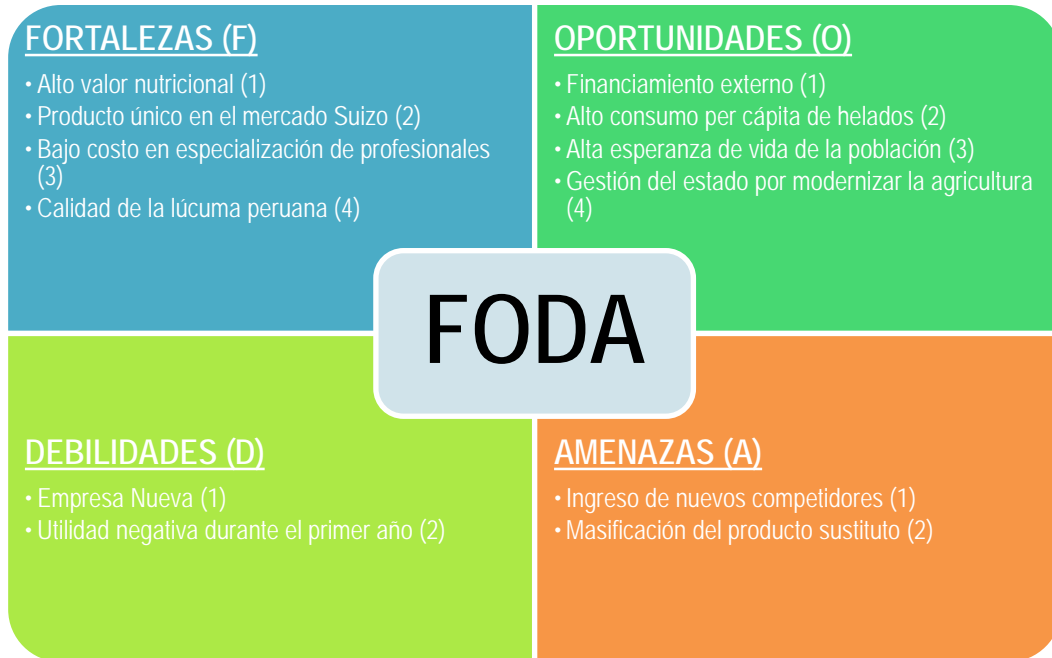 FORTALEZAS (F)
• Alto valor nutricional (1)
• Producto único en el mercado Suizo (2)
• Bajo costo en especialización de profesionales
(3)
• Calidad de la lúcuma peruana (4)
OPORTUNIDADES (O)
• Financiamiento externo (1)
• Alto consumo per cápita de helados (2)
• Alta esperanza de vida de la población (3)
• Gestión del estado por modernizar la agricultura
(4)
FODA
DEBILIDADES (D)
• Empresa Nueva (1)
• Utilidad negativa durante el primer año (2)
AMENAZAS (A)
• Ingreso de nuevos competidores (1)
• Masificación del producto sustituto (2)